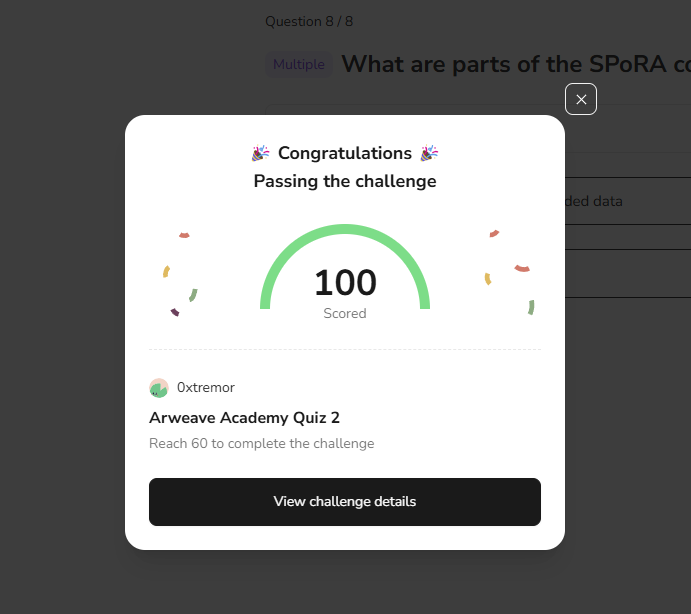 Question 8 / 8
Multiple What are parts of the SPoRA
Congratulations
Passing the challenge
ded data
100
Scored
0xtremor
Arweave Academy Quiz 2
Reach 60 to complete the challenge
View challenge details